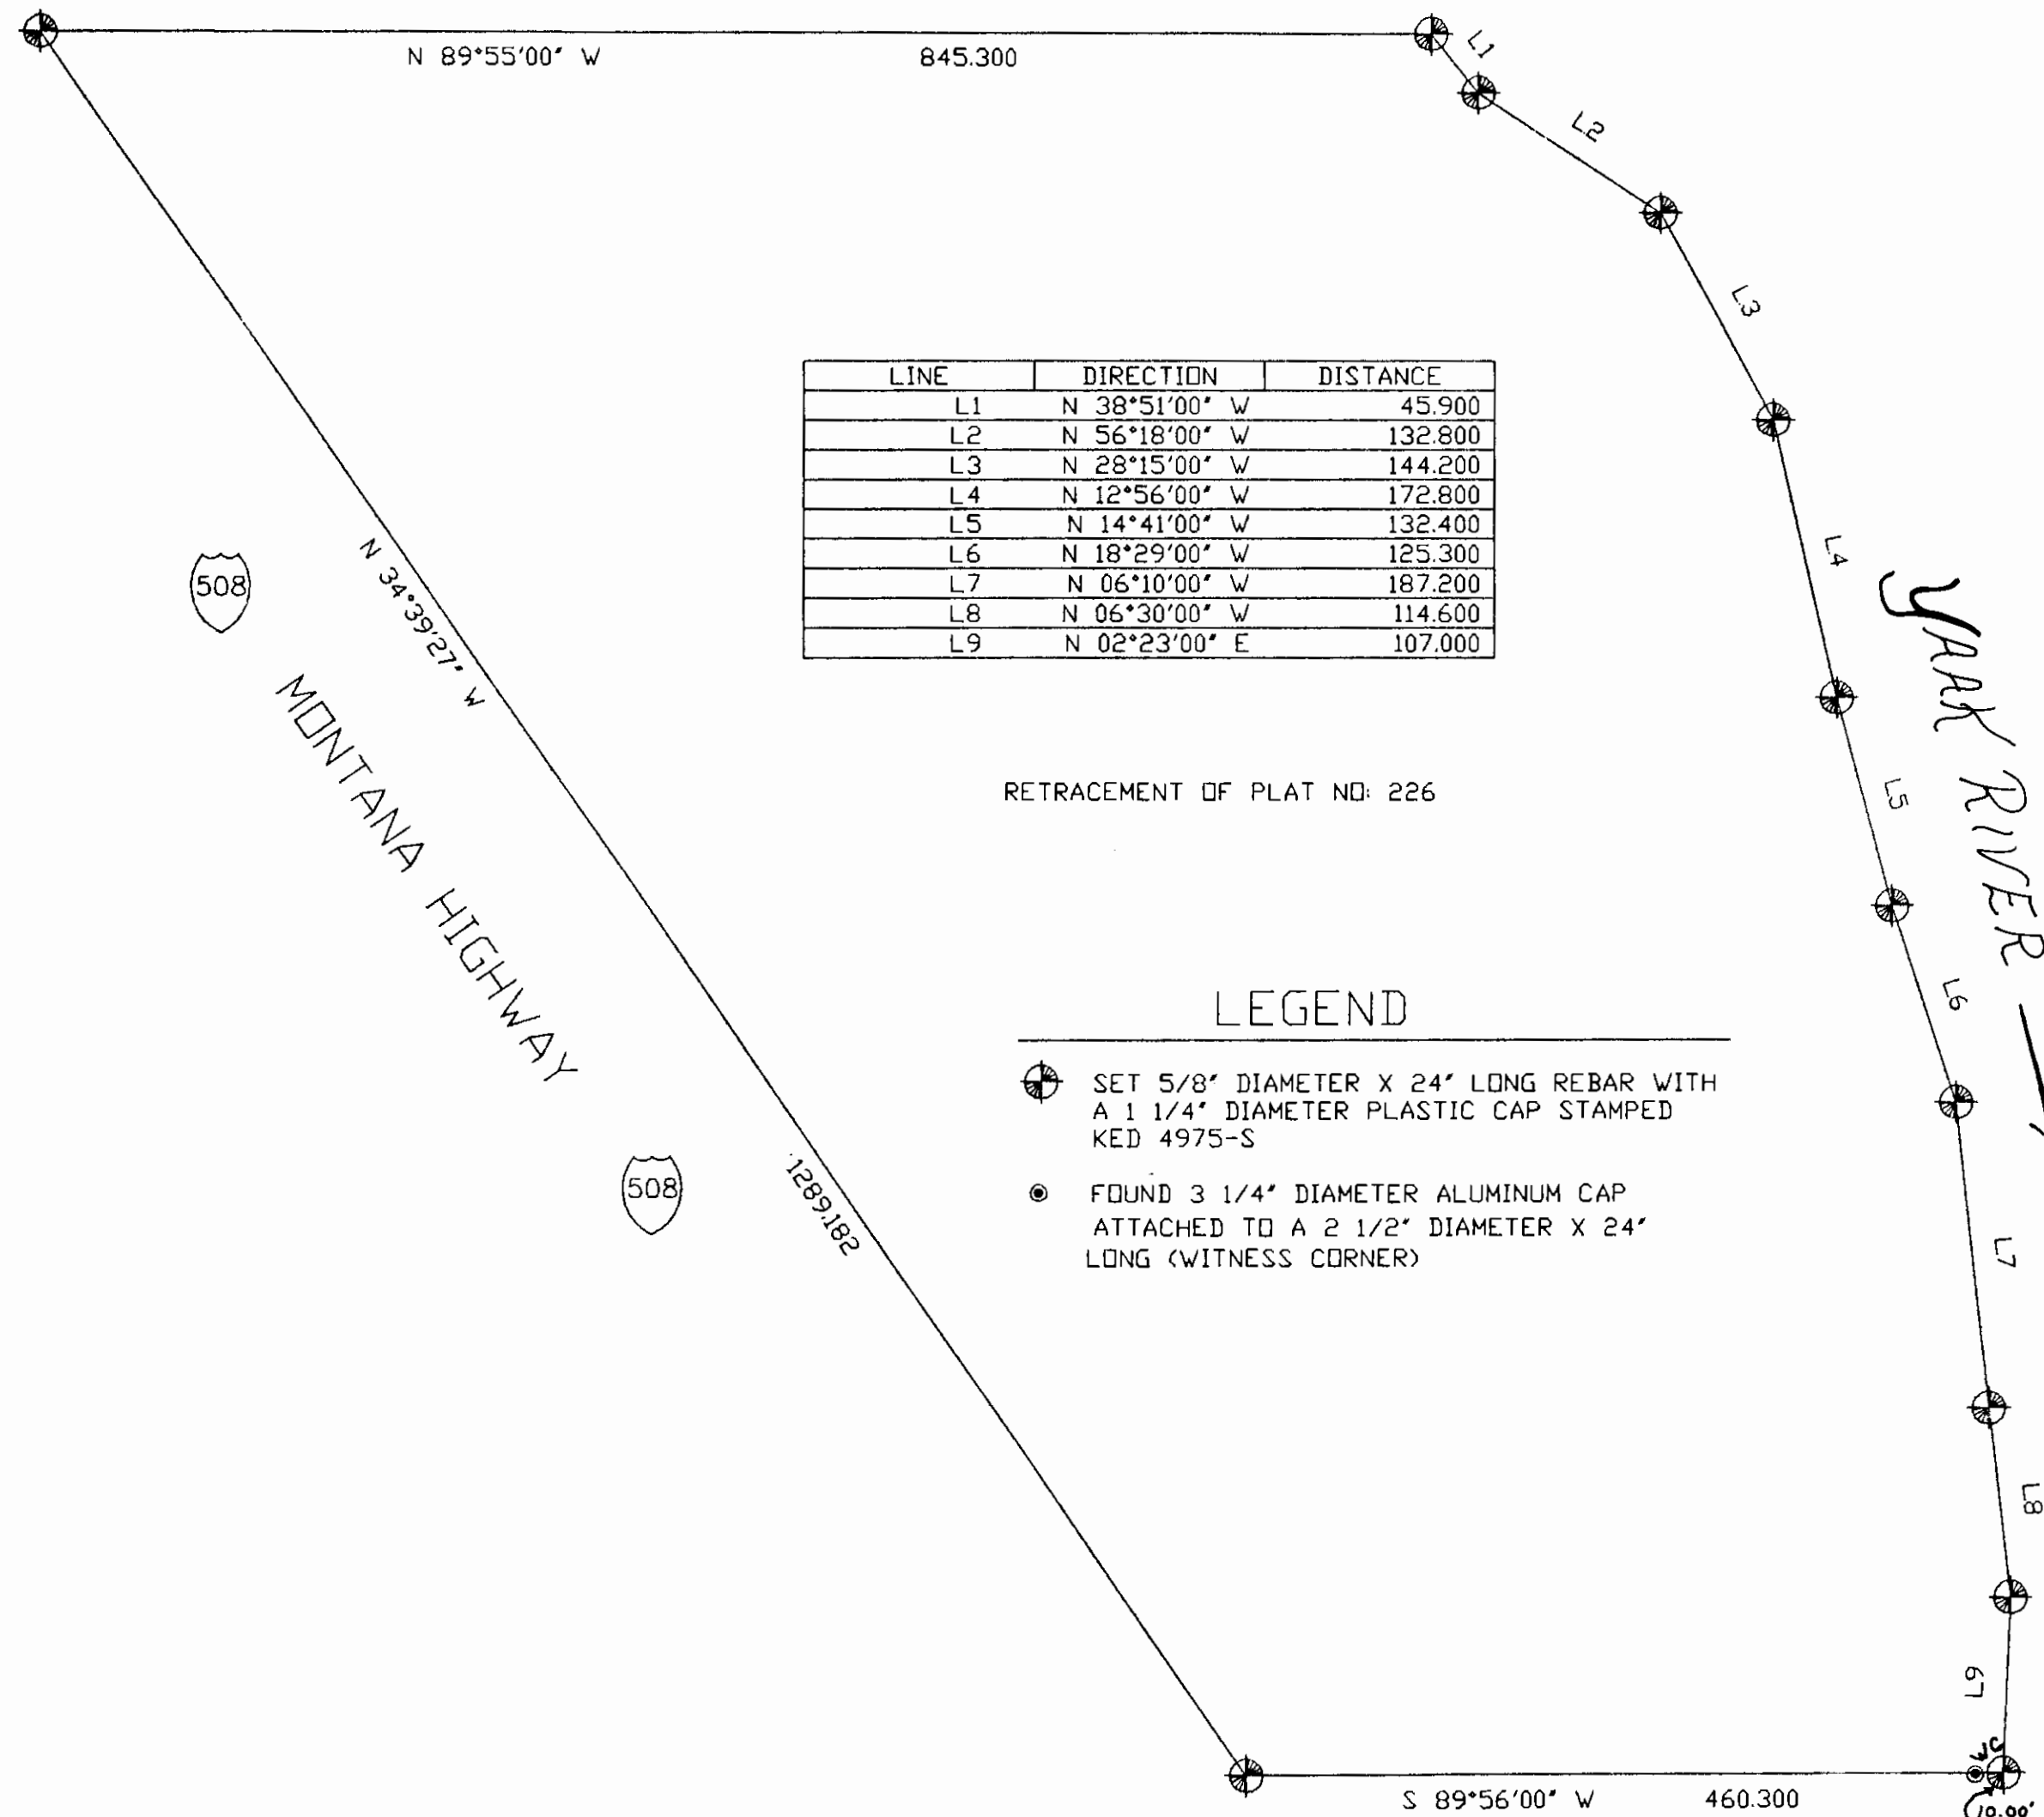 N 89°55'00" W 845.300
L1
L2
L3
LINE DIRECTION DISTANCE
L1 N 38°51'00" W 45.900
L2 N 56°18'00" W 132.800
L3 N 28°15'00" W 144.200
L4 N 12°56'00" W 172.800
L5 N 14°41'00" W 132.400
L6 N 18°29'00" W 125.300
L7 N 06°10'00" W 187.200
L8 N 06°30'00" W 114.600
L9 N 02°23'00" E 107.000
L4
508
N 34°39'27" W
MONTANA HIGHWAY
YAAK RIVER
RETRACEMENT OF PLAT NO: 226
L5
L6
LEGEND
SET 5/8" DIAMETER X 24" LONG REBAR WITH
A 1 1/4" DIAMETER PLASTIC CAP STAMPED
KED 4975-S
508
1289.182
FOUND 3 1/4" DIAMETER ALUMINUM CAP
ATTACHED TO A 2 1/2" DIAMETER X 24"
LONG (WITNESS CORNER)
L7
L8
L9
WC
S 89°56'00" W 460.300
10.00'